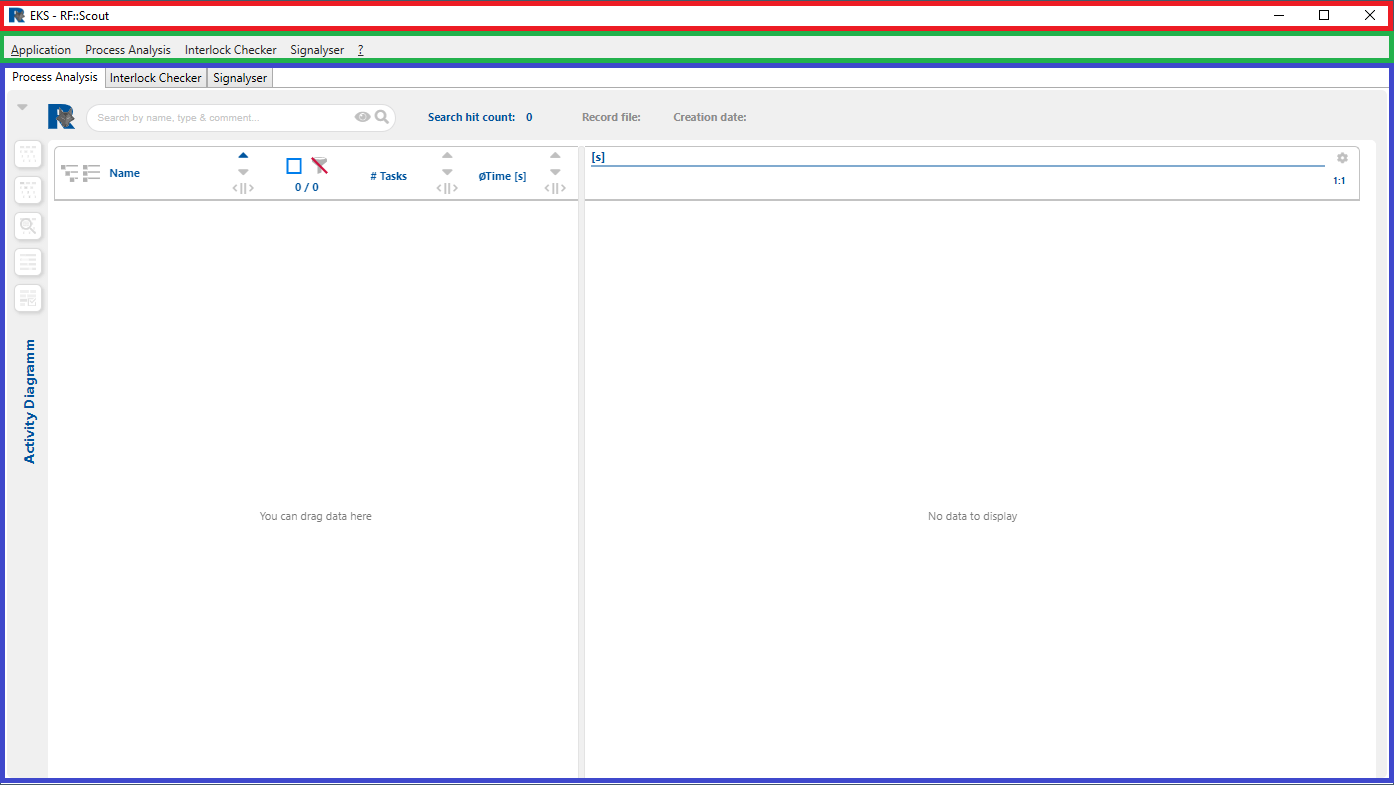 EKS - RF::Scout
Application Process Analysis Interlock Checker Signalyser ?
Process Analysis Interlock Checker Signalyser
Search by name, type & comment... Search hit count: 0 Record file: Creation date:
Name 0 / 0 # Tasks øTime [s] [s]
1:1
Activity Diagramm
You can drag data here No data to display